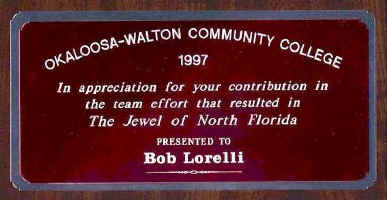 OKALOOSA-WALTON COMMUNITY COLLEGE
1997
In appreciation for your contribution in
the team effort that resulted in
The Jewel of North Florida
PRESENTED TO
Bob Lorelli